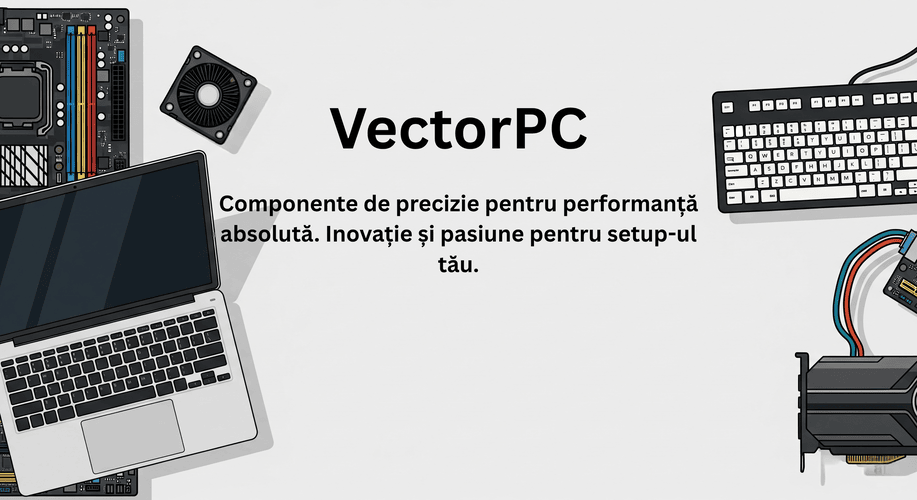 VectorPC
Componente de precizie pentru performanță
absolută. Inovație și pasiune pentru setup-ul
tău.